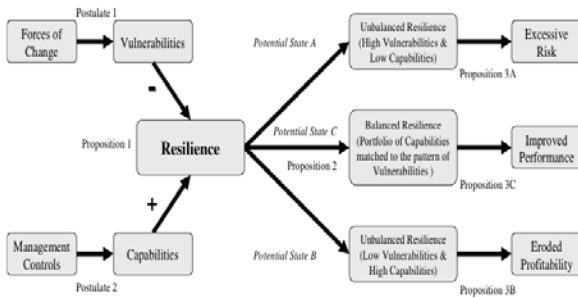 Postulate 1
Forces of
Change
Vulnerabilities
-
Proposition 1
Resilience
+
Management
Controls
Capabilities
Postulate 2
Potential State A
Unbalanced Resilience
(High Vulnerabilities &
Low Capabilities)
Proposition 3A
Excessive
Risk
Potential State C
Proposition 2
Balanced Resilience
(Portfolio of Capabilities
matched to the pattern of
Vulnerabilities )
Proposition 3C
Improved
Performance
Potential State B
Unbalanced Resilience
(Low Vulnerabilities &
High Capabilities)
Proposition 3B
Eroded
Profitability